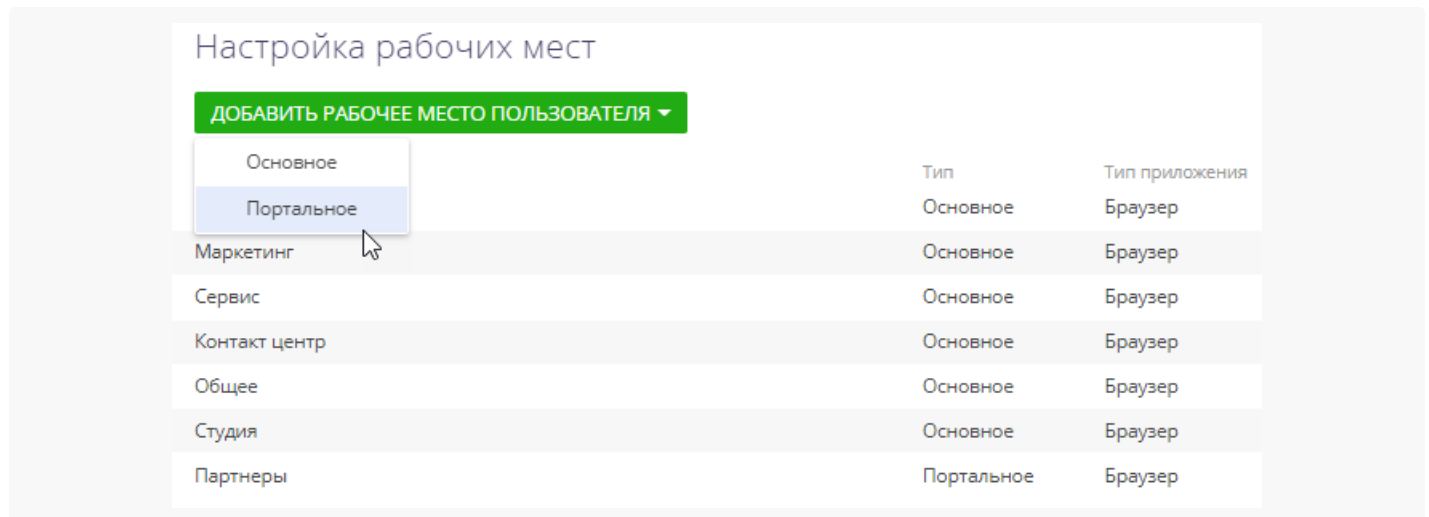 Настройка рабочих мест
ДОБАВИТЬ РАБОЧЕЕ МЕСТО ПОЛЬЗОВАТЕЛЯ
Основное
Портальное
Тип Тип приложения
Основное Браузер
Маркетинг Основное Браузер
Сервис Основное Браузер
Контакт центр Основное Браузер
Общее Основное Браузер
Студия Основное Браузер
Партнеры Портальное Браузер